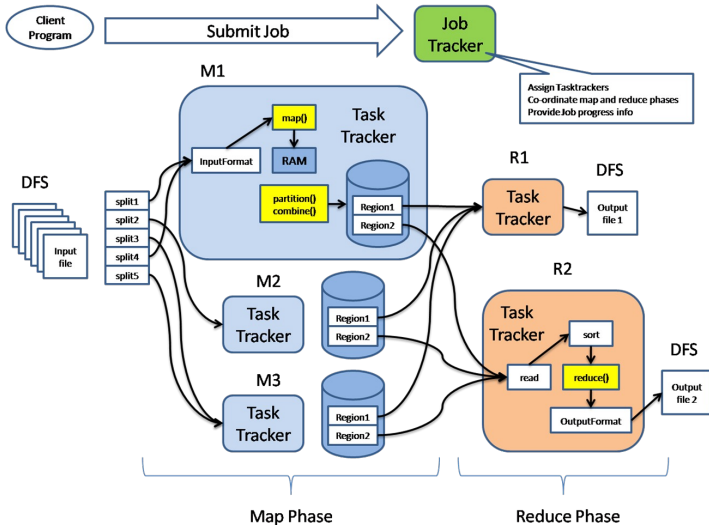 Client
Program
Submit Job
Job
Tracker
Assign Tasktrackers
Co-ordinate map and reduce phases
Provide Job progress info
M1
map()
Task
Tracker
InputFormat
RAM
partition()
combine()
Region1
Region2
DFS
Input
file
split1
split2
split3
split4
split5
M2
Task
Tracker
Region1
Region2
M3
Task
Tracker
Region1
Region2
R1
Task
Tracker
DFS
Output
file 1
R2
Task
Tracker
sort
read
reduce()
OutputFormat
DFS
Output
file 2
Map Phase
Reduce Phase